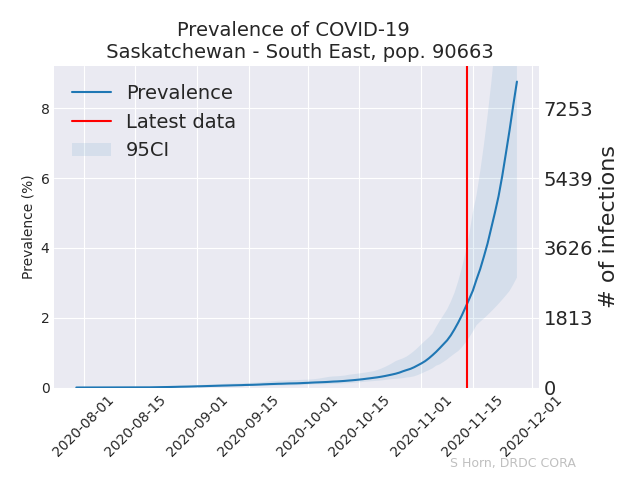 Prevalence of COVID-19
Saskatchewan - South East, pop. 90663
Prevalence
Latest data
95CI
Prevalence (%)
8
6
4
2
0
7253
5439
3626
1813
0
# of infections
2020-08-01
2020-08-15
2020-09-01
2020-09-15
2020-10-01
2020-10-15
2020-11-01
2020-11-15
2020-12-01
S Horn, DRDC CORA